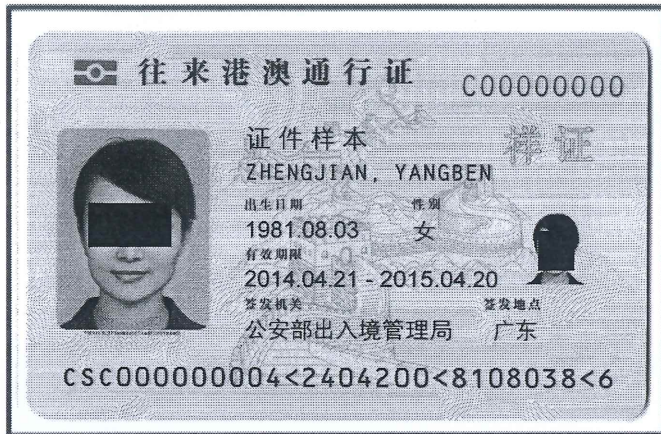 往来港澳通行证
C00000000
样证
证件样本
ZHENGJIAN, YANGBEN
出生日期 性别
1981.08.03 女
有效期限
2014.04.21 - 2015.04.20
签发机关 签发地点
公安部出入境管理局 广东
CSC000000004<2404200<8108038<6